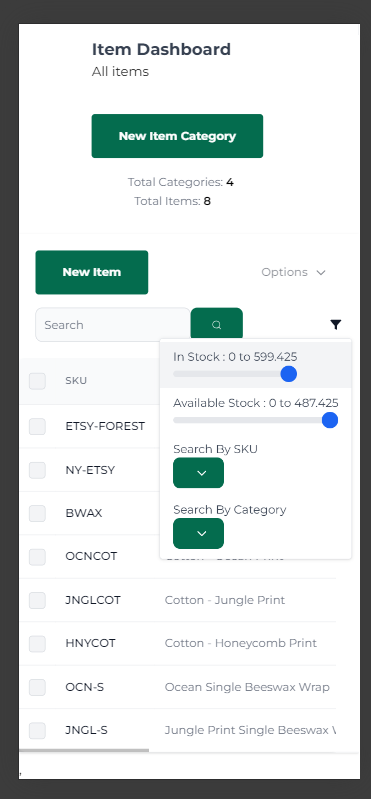 Item Dashboard
All items
New Item Category
Total Categories: 4
Total Items: 8
New Item
Options
Search
In Stock : 0 to 599.425
Available Stock : 0 to 487.425
Search By SKU
Search By Category
SKU
ETSY-FOREST
NY-ETSY
BWAX
OCNCOT
JNGLCOT Cotton - Jungle Print
HNYCOT Cotton - Honeycomb Print
OCN-S Ocean Single Beeswax Wrap
JNGL-S Jungle Print Single Beeswax